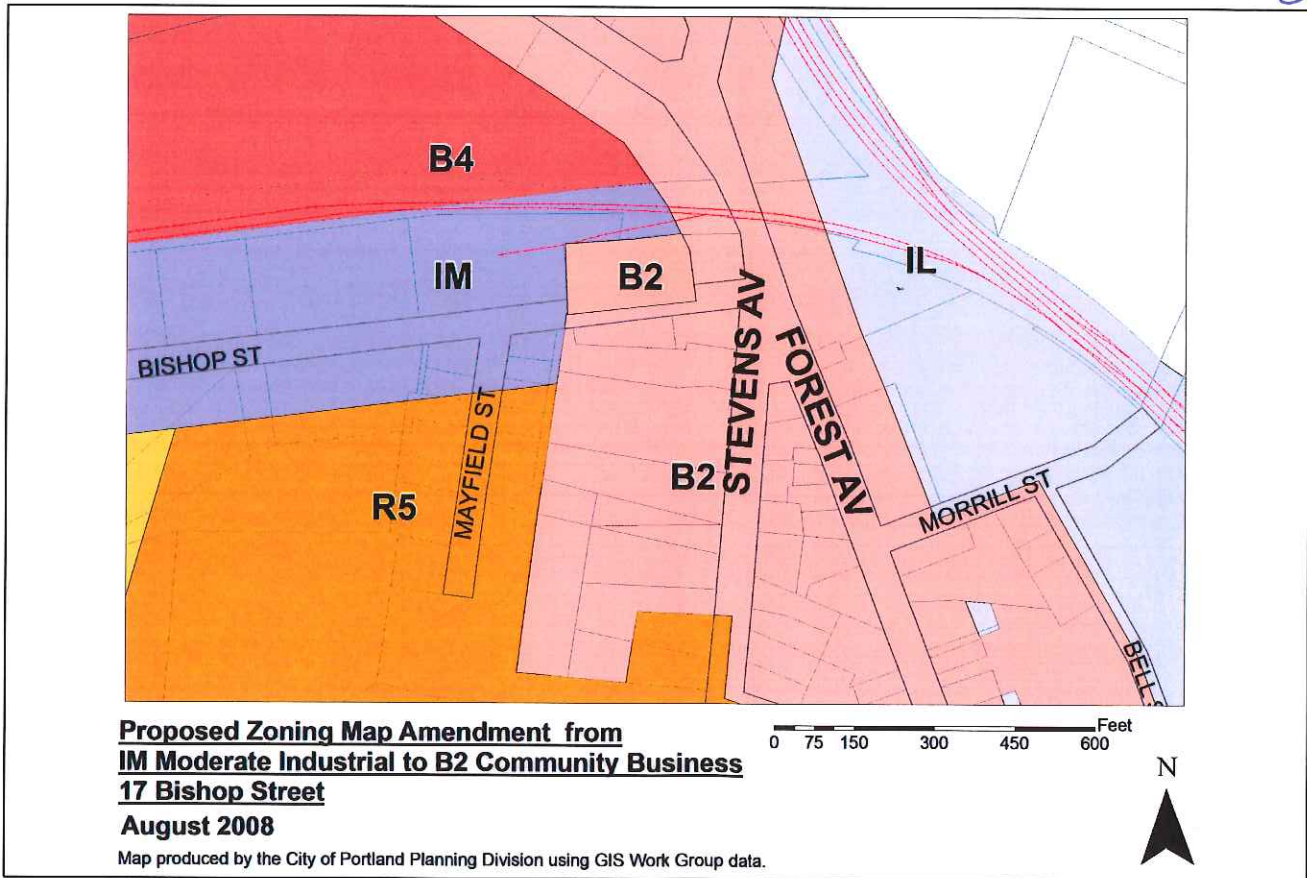 B4
IM
B2
IL
BISHOP ST
STEVENS AV
FOREST AV
MAYFIELD ST
B2
R5
MORRILL ST
BELL S
Proposed Zoning Map Amendment from
IM Moderate Industrial to B2 Community Business
17 Bishop Street
August 2008
Map produced by the City of Portland Planning Division using GIS Work Group data.
Feet
0 75 150 300 450 600
N